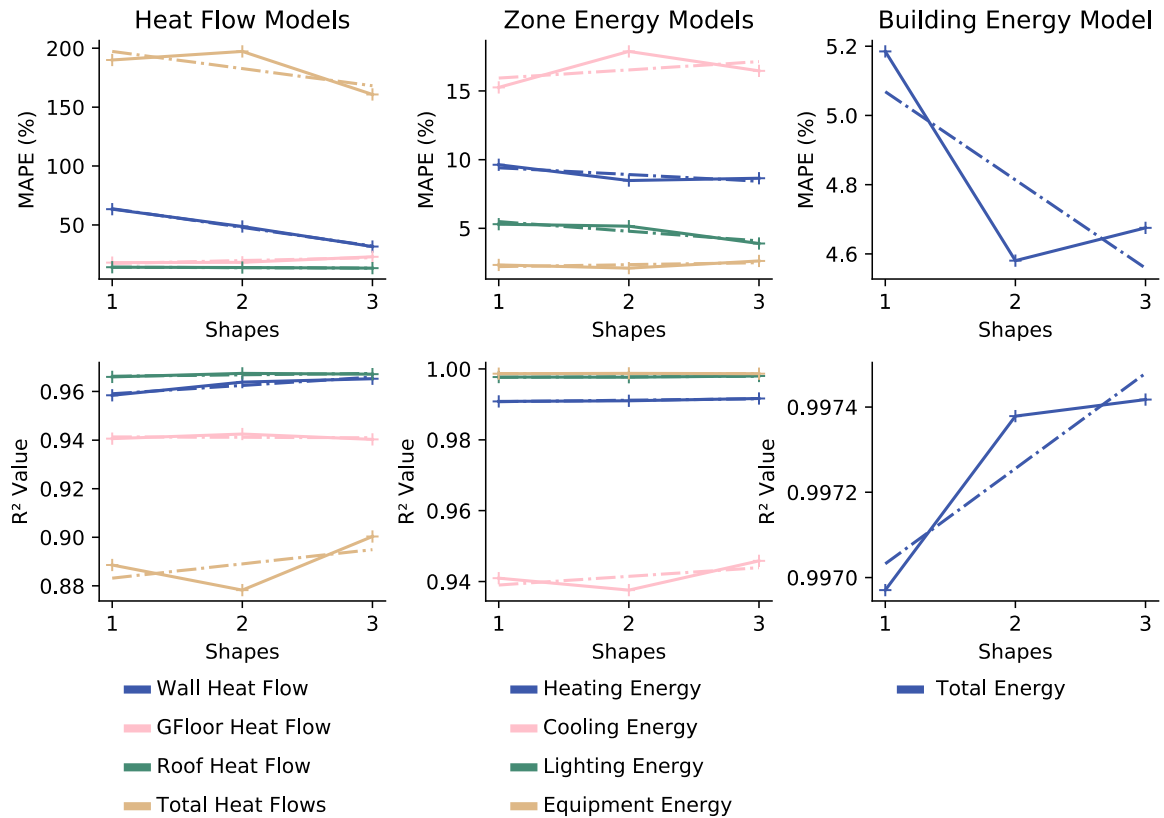 Heat Flow Models
Zone Energy Models
Building Energy Model
200
150
100
50
MAPE (%)
1 2 3
Shapes
15
10
5
MAPE (%)
1 2 3
Shapes
5.2
5.0
4.8
4.6
MAPE (%)
1 2 3
Shapes
0.96
0.94
0.92
0.90
0.88
R² Value
1 2 3
Shapes
1.00
0.98
0.96
0.94
R² Value
1 2 3
Shapes
0.9974
0.9972
0.9970
R² Value
1 2 3
Shapes
Wall Heat Flow
GFloor Heat Flow
Roof Heat Flow
Total Heat Flows
Heating Energy
Cooling Energy
Lighting Energy
Equipment Energy
Total Energy